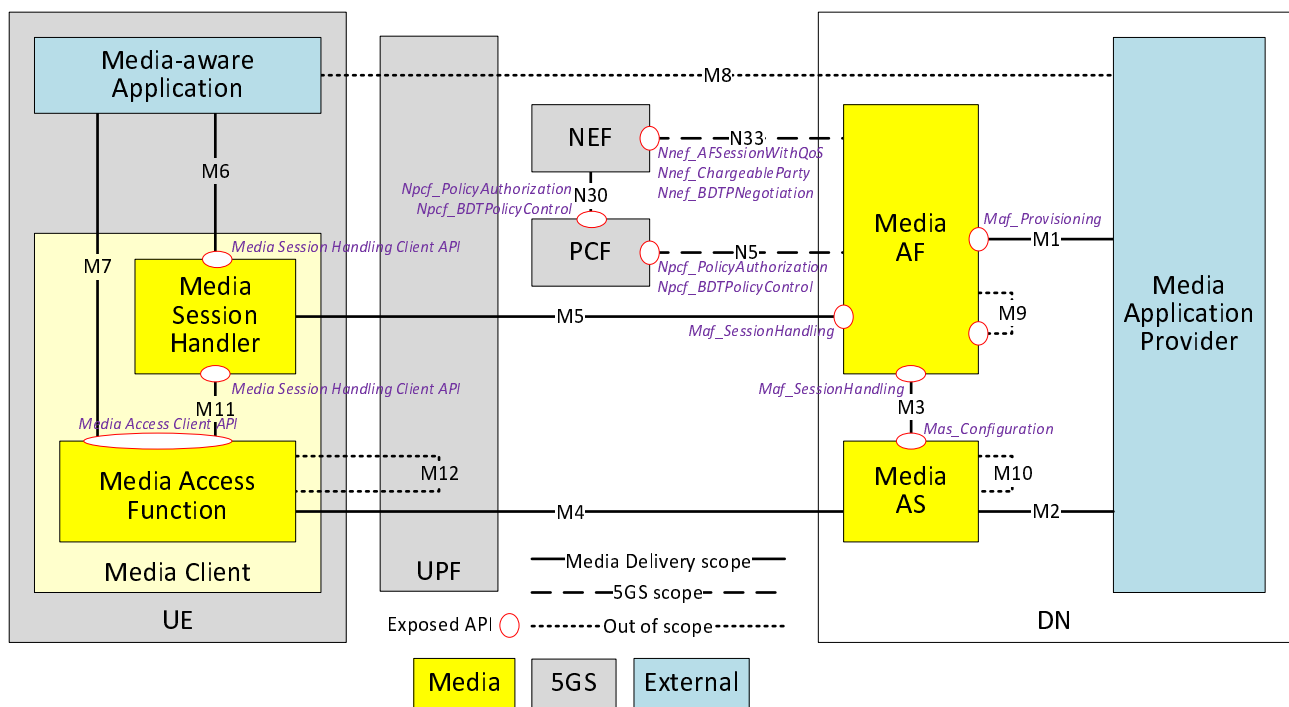 Media-aware
Application
M8
NEF
N33
Nnef_AFSessionWithQoS
Nnef_ChargeableParty
Nnef_BDTPNegotiation
M6
Npcf_PolicyAuthorization
Npcf_BDTPolicyControl
N30
PCF
N5
Npcf_PolicyAuthorization
Npcf_BDTPolicyControl
Media
AF
Maf_Provisioning
M1
Media
Application
Provider
M7
Media Session Handling Client API
Media
Session
Handler
M5
Maf_SessionHandling
M9
Media Session Handling Client API
M11
Media Access Client API
Maf_SessionHandling
M3
Mas_Configuration
Media Access
Function
M12
M4
Media
AS
M10
M2
Media Client
UE
UPF
Media Delivery scope
5GS scope
Exposed API
Out of scope
DN
Media
5GS
External